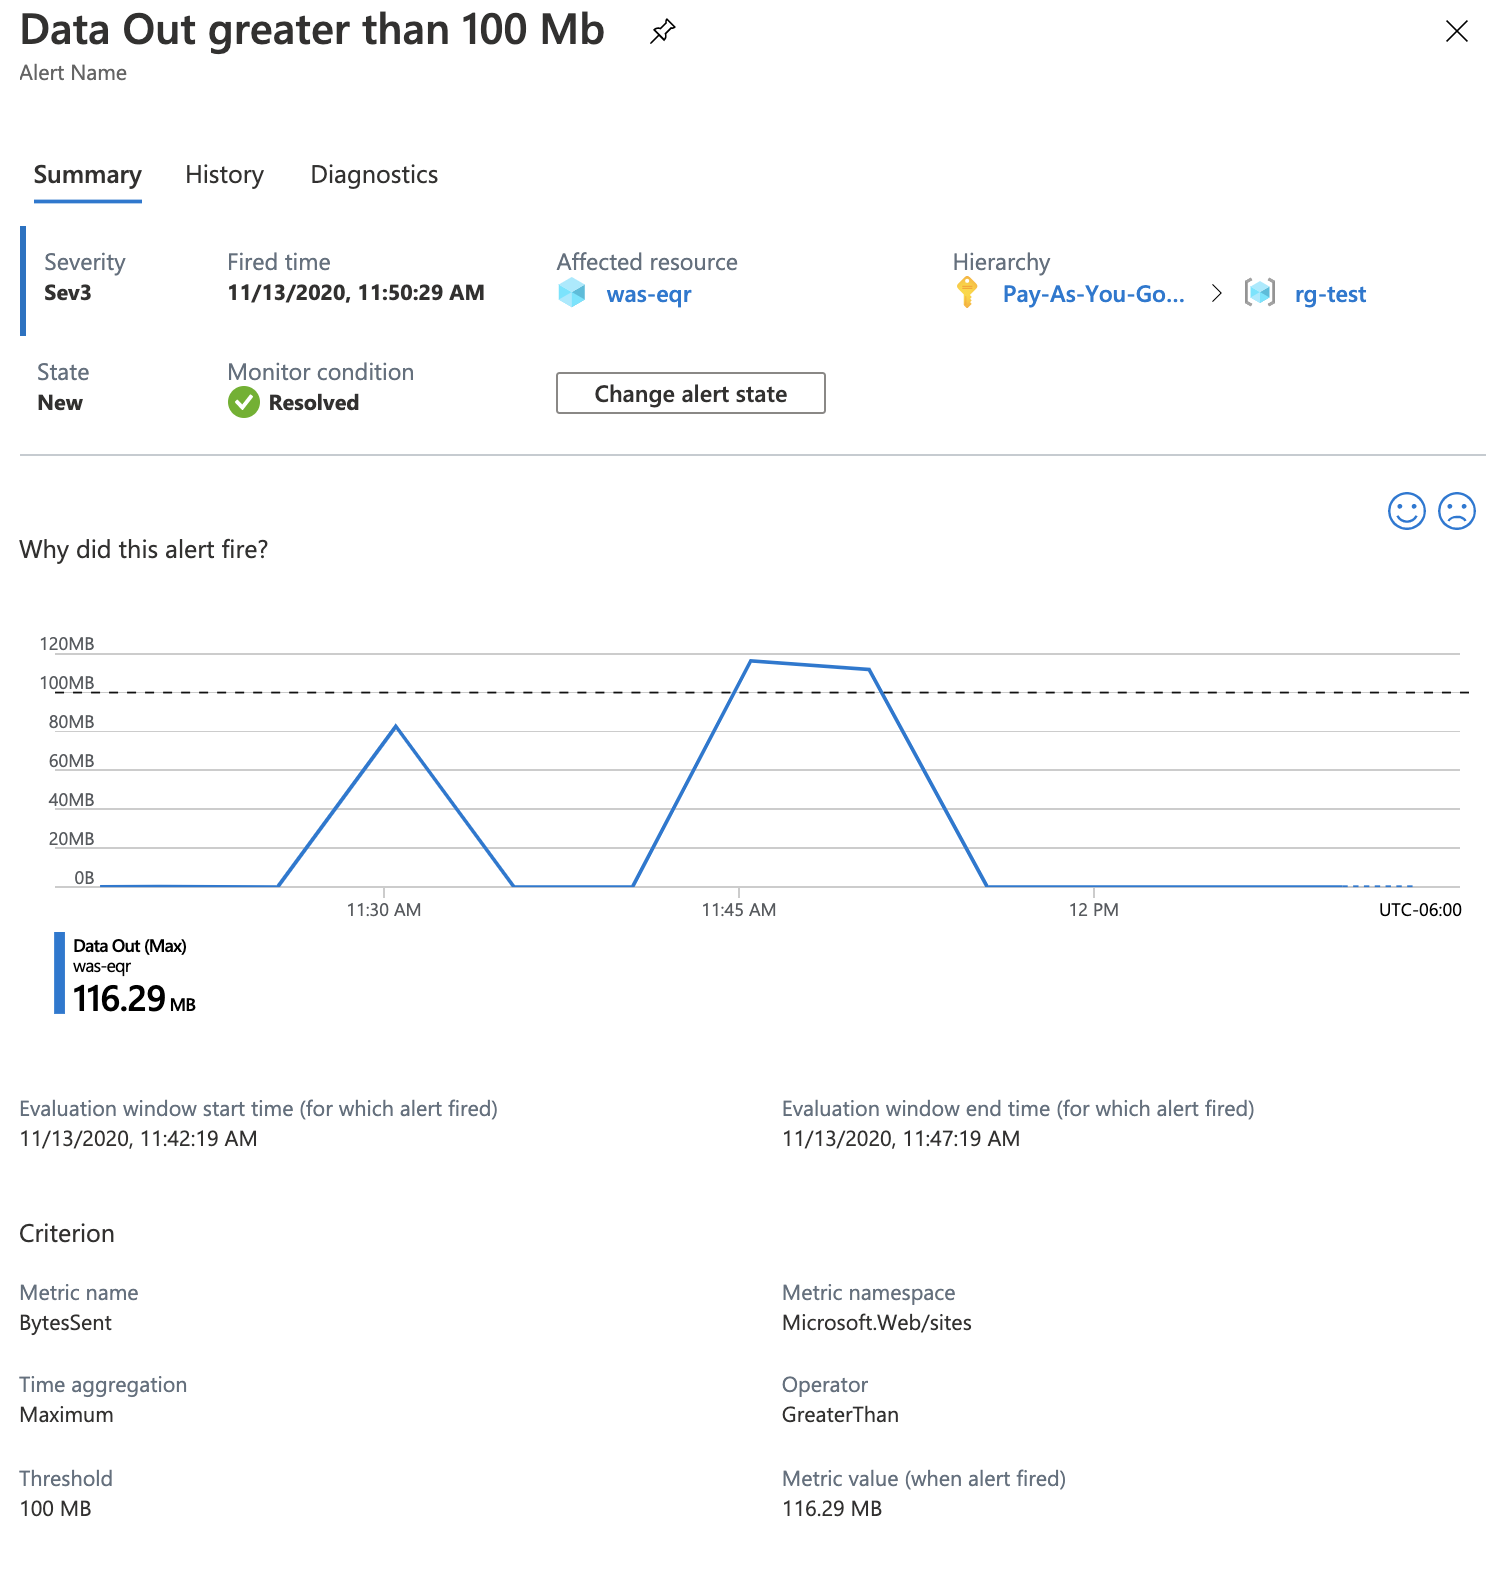 Data Out greater than 100 Mb
Alert Name
Summary History Diagnostics
Severity Fired time Affected resource Hierarchy
Sev3 11/13/2020, 11:50:29 AM was-eqr Pay-As-You-Go... > rg-test
State Monitor condition
New Resolved Change alert state
Why did this alert fire?
120MB
100MB
80MB
60MB
40MB
20MB
0B
11:30 AM 11:45 AM 12 PM UTC-06:00
Data Out (Max)
was-eqr
116.29 MB
Evaluation window start time (for which alert fired) Evaluation window end time (for which alert fired)
11/13/2020, 11:42:19 AM 11/13/2020, 11:47:19 AM
Criterion
Metric name Metric namespace
BytesSent Microsoft.Web/sites
Time aggregation Operator
Maximum GreaterThan
Threshold Metric value (when alert fired)
100 MB 116.29 MB